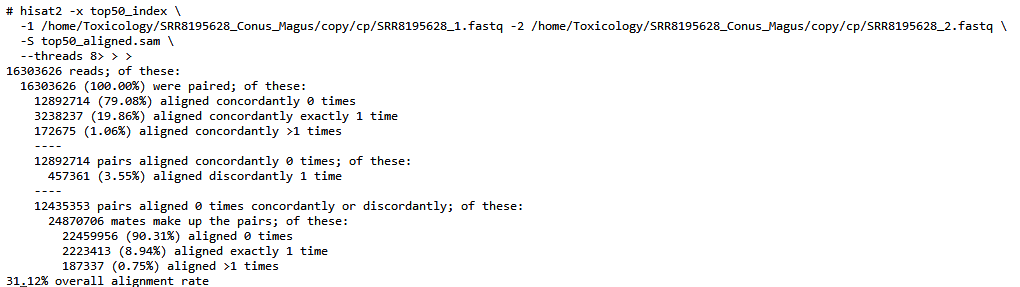 # hisat2 -x top50_index \
-1 /home/Toxicology/SRR8195628_Conus_Magus/copy/cp/SRR8195628_1.fastq -2 /home/Toxicology/SRR8195628_Conus_Magus/copy/cp/SRR8195628_2.fastq \
-S top50_aligned.sam \
--threads 8> > >
16303626 reads; of these:
16303626 (100.00%) were paired; of these:
12892714 (79.08%) aligned concordantly 0 times
3238237 (19.86%) aligned concordantly exactly 1 time
172675 (1.06%) aligned concordantly >1 times
----
12892714 pairs aligned concordantly 0 times; of these:
457361 (3.55%) aligned discordantly 1 time
----
12435353 pairs aligned 0 times concordantly or discordantly; of these:
24870706 mates make up the pairs; of these:
22459956 (90.31%) aligned 0 times
2223413 (8.94%) aligned exactly 1 time
187337 (0.75%) aligned >1 times
31.12% overall alignment rate